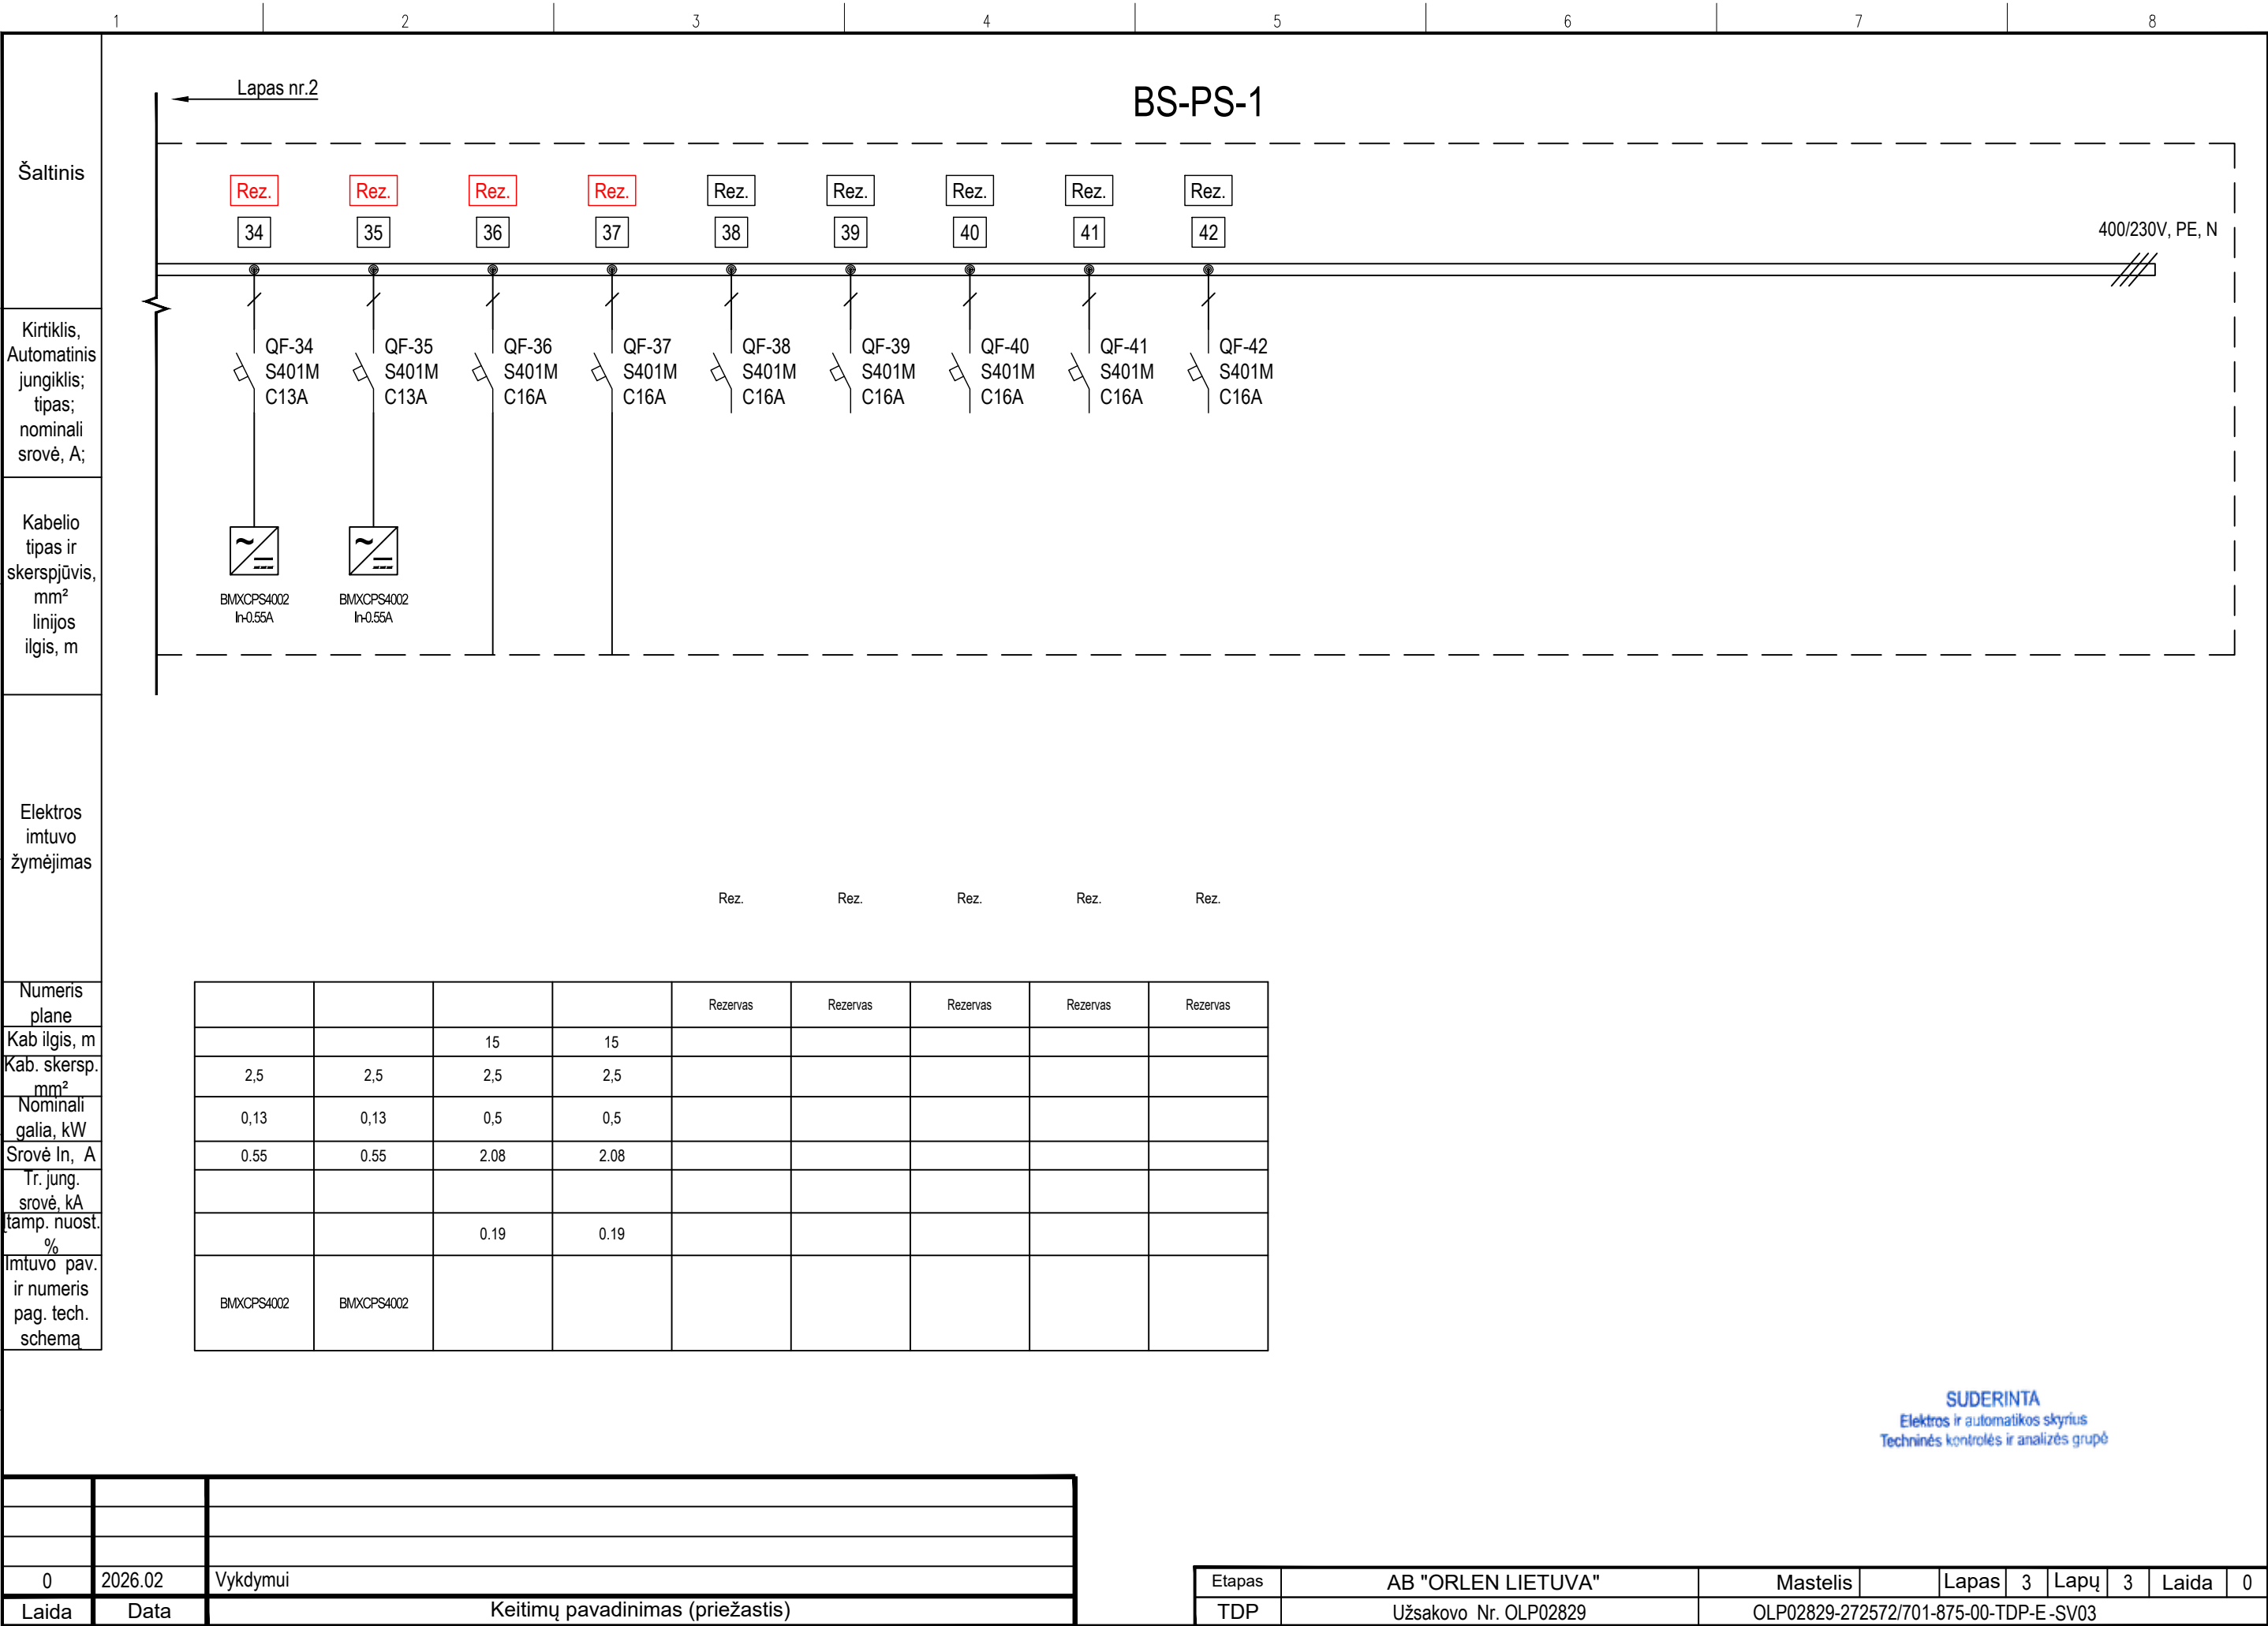 1 2 3 4 5 6 7 8
Lapas nr.2
BS-PS-1
Šaltinis
Rez. Rez. Rez. Rez. Rez. Rez. Rez. Rez. Rez.
34 35 36 37 38 39 40 41 42
400/230V, PE, N
Kirtiklis,
Automatinis
jungiklis;
tipas;
nominali
srovė, A;
QF-34 QF-35 QF-36 QF-37 QF-38 QF-39 QF-40 QF-41 QF-42
S401M S401M S401M S401M S401M S401M S401M S401M S401M
C13A C13A C16A C16A C16A C16A C16A C16A C16A
Kabelio
tipas ir
skerspjūvis,
mm²
linijos
ilgis, m
BMXCPS4002 BMXCPS4002
In-0.55A In-0.55A
Elektros
imtuvo
žymėjimas
Rez. Rez. Rez. Rez. Rez.
Numeris
plane
Rezervas Rezervas Rezervas Rezervas Rezervas
Kab ilgis, m 15 15
Kab. skersp.
mm²
2,5 2,5 2,5 2,5
Nominali
galia, kW
0,13 0,13 0,5 0,5
Srovė In, A 0.55 0.55 2.08 2.08
Tr. jung.
srovė, kA
Įtamp. nuost.
%
0.19 0.19
Imtuvo pav.
ir numeris
pag. tech.
schemą
BMXCPS4002 BMXCPS4002
SUDERINTA
Elektros ir automatikos skyrius
Techninės kontrolės ir analizės grupė
0 2026.02 Vykdymui
Laida Data Keitimų pavadinimas (priežastis)
Etapas AB "ORLEN LIETUVA" Mastelis Lapas 3 Lapų 3 Laida 0
TDP Užsakovo Nr. OLP02829 OLP02829-272572/701-875-00-TDP-E-SV03